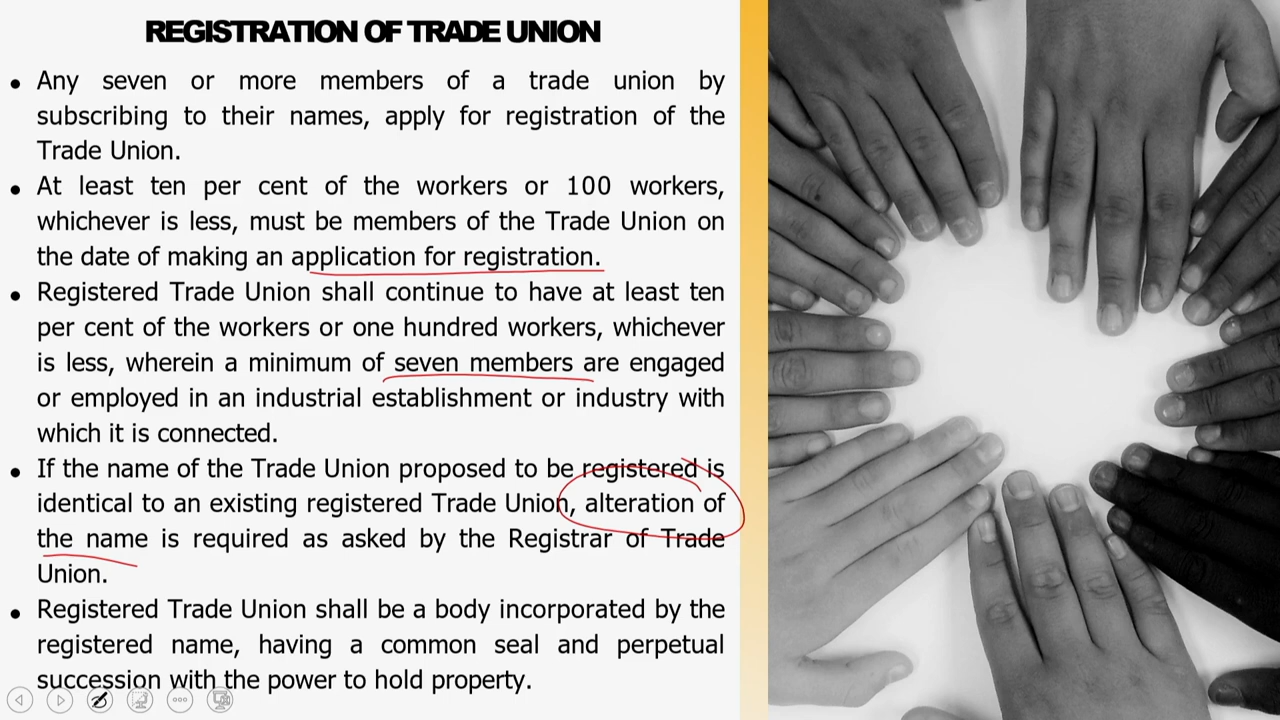 REGISTRATION OF TRADE UNION
• Any seven or more members of a trade union by
subscribing to their names, apply for registration of the
Trade Union.
• At least ten per cent of the workers or 100 workers,
whichever is less, must be members of the Trade Union on
the date of making an application for registration.
• Registered Trade Union shall continue to have at least ten
per cent of the workers or one hundred workers, whichever
is less, wherein a minimum of seven members are engaged
or employed in an industrial establishment or industry with
which it is connected.
• If the name of the Trade Union proposed to be registered is
identical to an existing registered Trade Union, alteration of
the name is required as asked by the Registrar of Trade
Union.
• Registered Trade Union shall be a body incorporated by the
registered name, having a common seal and perpetual
succession with the power to hold property.